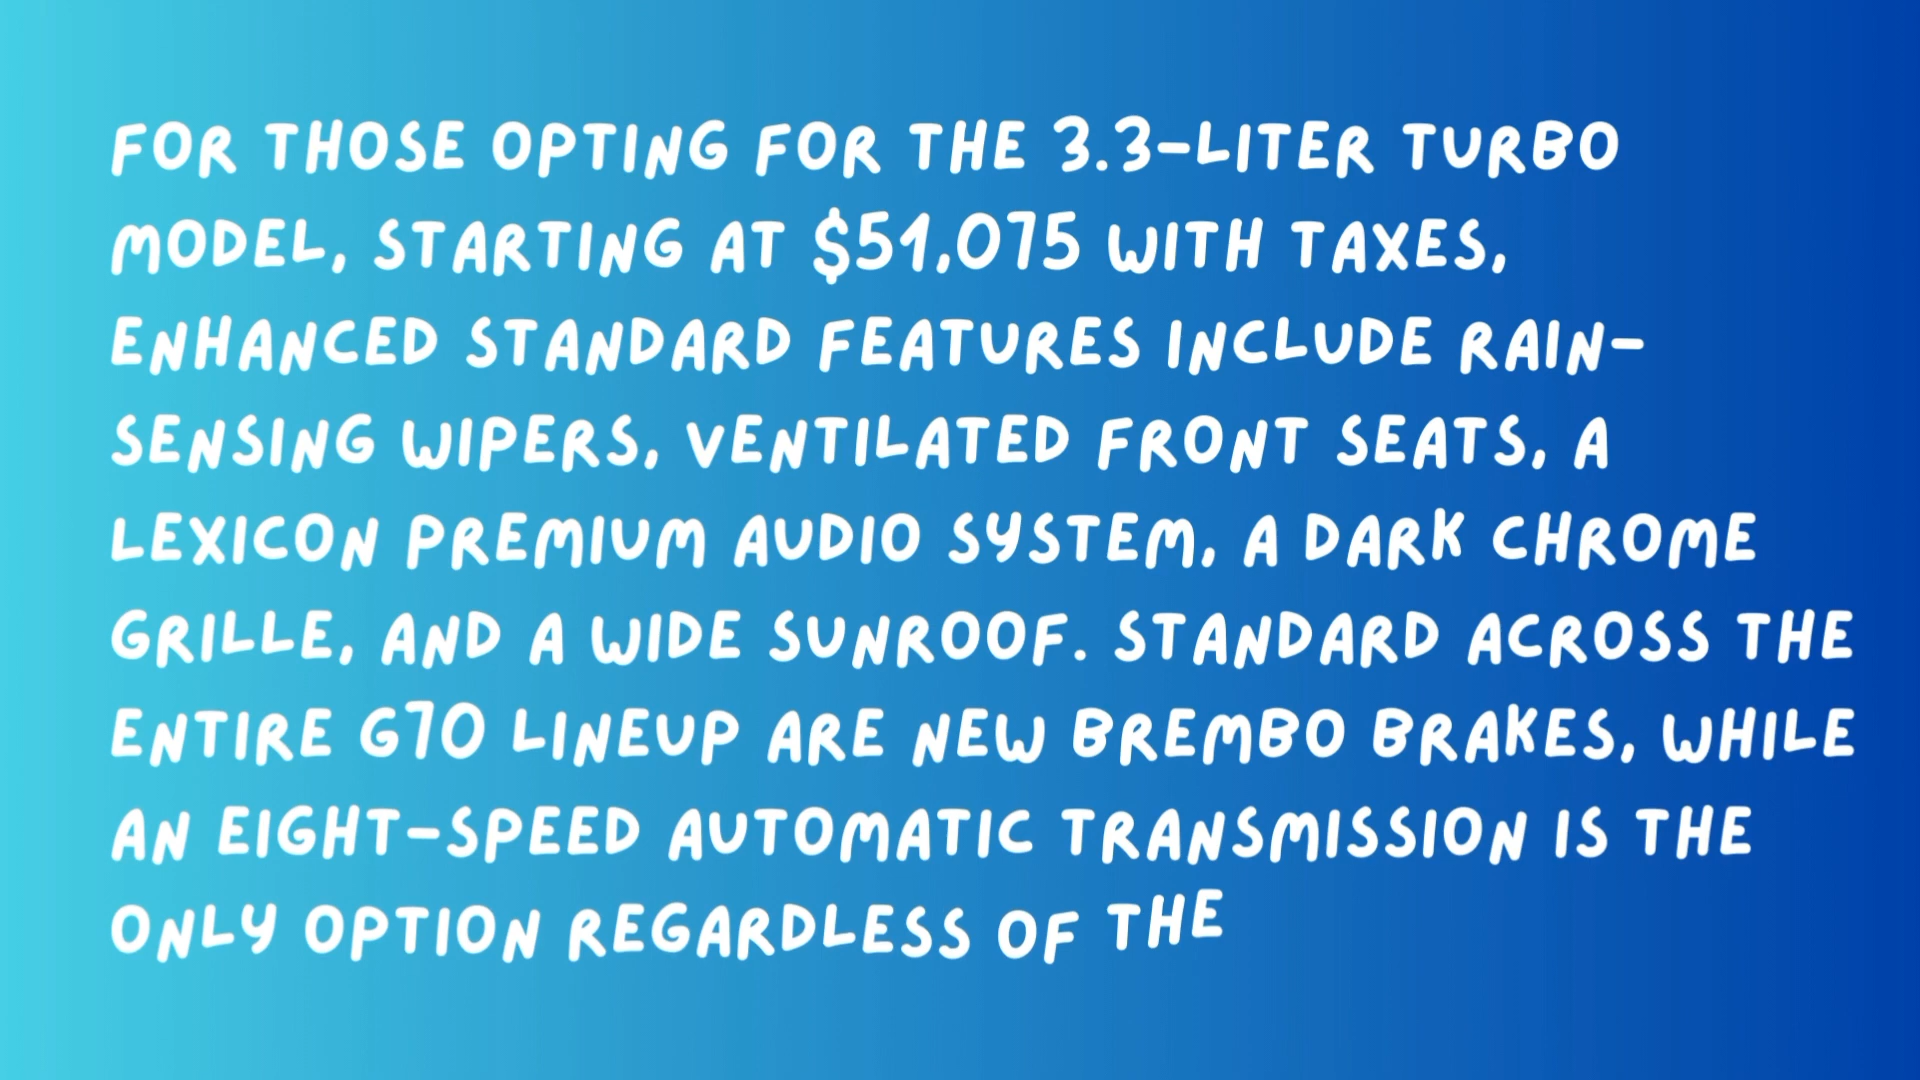 FOR THOSE OPTING FOR THE 3.3-LITER TURBO
MODEL, STARTING AT $51,075 WITH TAXES,
ENHANCED STANDARD FEATURES INCLUDE RAIN-
SENSING WIPERS, VENTILATED FRONT SEATS, A
LEXICON PREMIUM AUDIO SYSTEM, A DARK CHROME
GRILLE, AND A WIDE SUNROOF. STANDARD ACROSS THE
ENTIRE G70 LINEUP ARE NEW BREMBO BRAKES, WHILE
AN EIGHT-SPEED AUTOMATIC TRANSMISSION IS THE
ONLY OPTION REGARDLESS OF THE